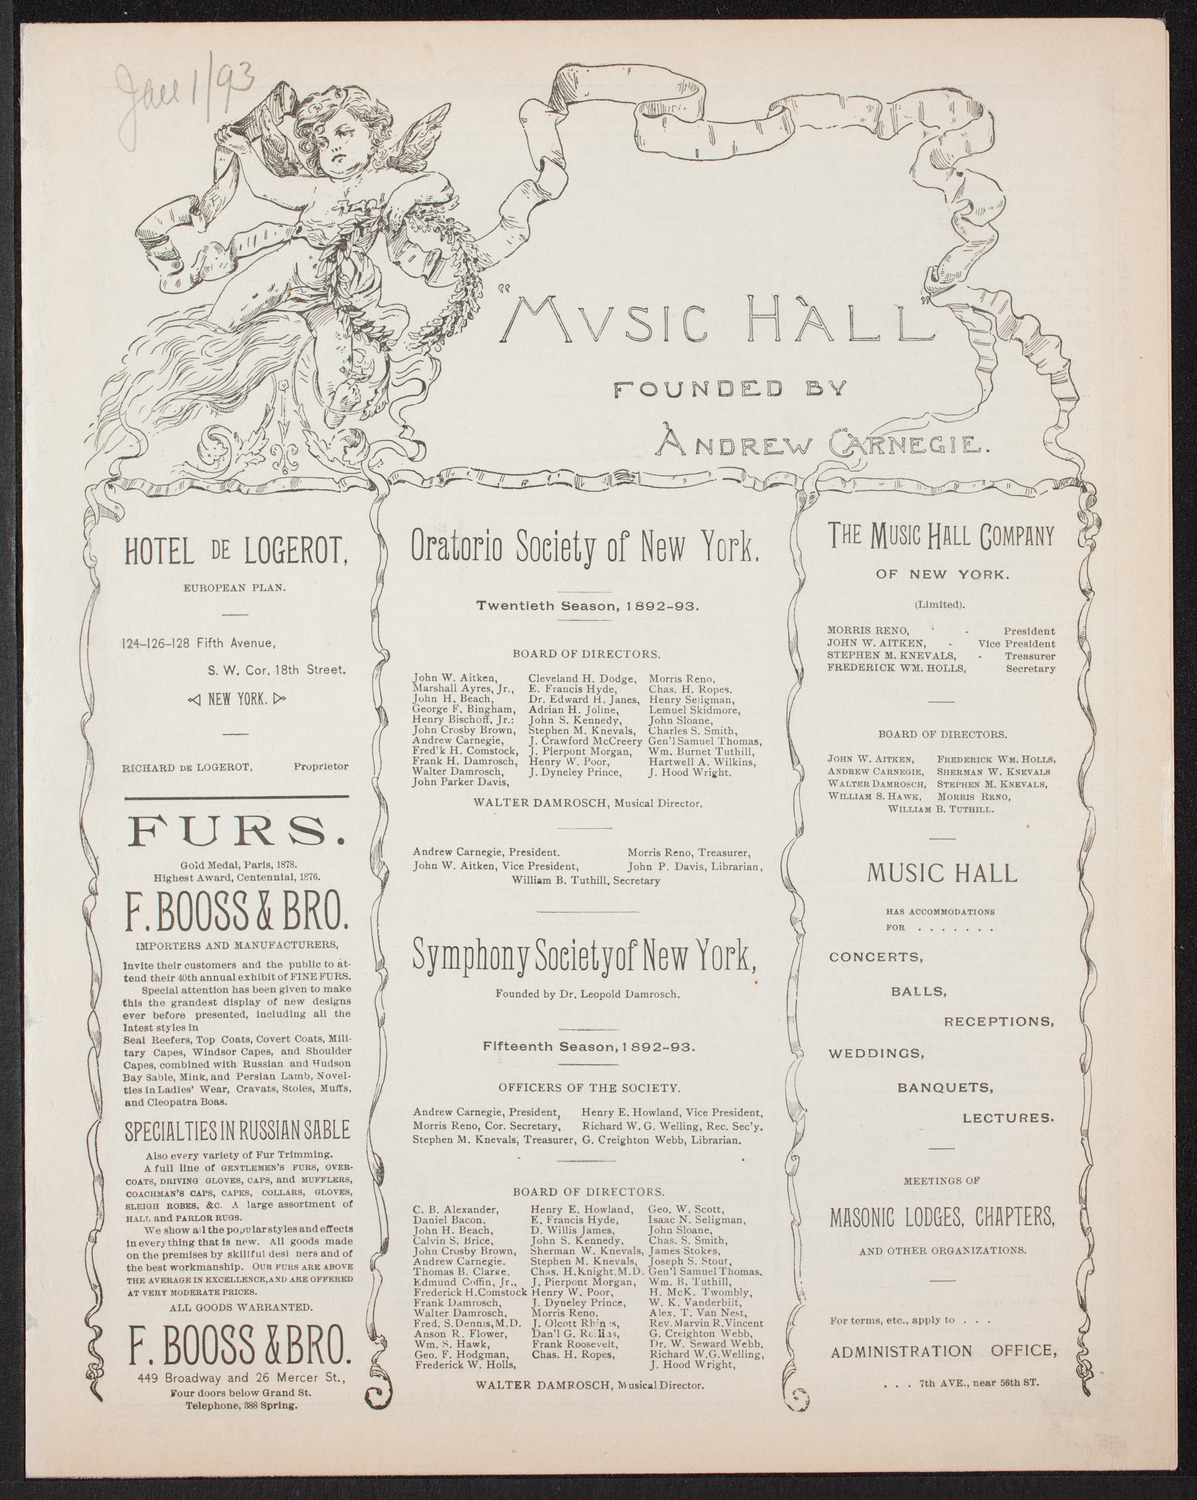 Jan 1/93
"MVSIC HALL"
FOUNDED BY
ANDREW CARNEGIE.
HOTEL DE LOGEROT,
EUROPEAN PLAN.
124-126-128 Fifth Avenue,
S. W. Cor. 18th Street.
NEW YORK.
RICHARD DE LOGEROT, Proprietor
FURS.
Gold Medal, Paris, 1878.
Highest Award, Centennial, 1876.
F. BOOSS & BRO.
IMPORTERS AND MANUFACTURERS,
Invite their customers and the public to at-
tend their 40th annual exhibit of FINE FURS.
Special attention has been given to make
this the grandest display of new designs
ever before presented, including all the
latest styles in
Seal Reefers, Top Coats, Covert Coats, Mili-
tary Capes, Windsor Capes, and Shoulder
Capes, combined with Russian and Hudson
Bay Sable, Mink, and Persian Lamb, Novel-
ties in Ladies' Wear, Cravats, Stoles, Muffs,
and Cleopatra Boas.
SPECIALTIES IN RUSSIAN SABLE
Also every variety of Fur Trimming.
A full line of GENTLEMEN'S FURS, OVER-
COATS, DRIVING GLOVES, CAPS, and MUFFLERS,
COACHMAN'S CAPS, CAPES, COLLARS, GLOVES,
SLEIGH ROBES, &C. A large assortment of
HALL and PARLOR RUGS.
We show all the popular styles and effects
in everything that is new. All goods made
on the premises by skillful desi ners and of
the best workmanship. OUR FURS ARE ABOVE
THE AVERAGE IN EXCELLENCE, AND ARE OFFERED
AT VERY MODERATE PRICES.
ALL GOODS WARRANTED.
F. BOOSS & BRO.
449 Broadway and 26 Mercer St.,
Four doors below Grand St.
Telephone, 388 Spring.
Oratorio Society of New York.
Twentieth Season, 1892-93.
BOARD OF DIRECTORS.
John W. Aitken, Cleveland H. Dodge, Morris Reno,
Marshall Ayres, Jr., E. Francis Hyde, Chas. H. Ropes,
John H. Beach, Dr. Edward H. Janes, Henry Seligman,
George F. Bingham, Adrian H. Joline, Lemuel Skidmore,
Henry Bischoff, Jr.: John S. Kennedy, John Sloane,
John Crosby Brown, Stephen M. Knevals, Charles S. Smith,
Andrew Carnegie, J. Crawford McCreery Gen'l Samuel Thomas,
Fred'k H. Comstock, J. Pierpont Morgan, Wm. Burnet Tuthill,
Frank H. Damrosch, Henry W. Poor, Hartwell A. Wilkins,
Walter Damrosch, J. Dyneley Prince, J. Hood Wright.
John Parker Davis,
WALTER DAMROSCH, Musical Director.
Andrew Carnegie, President. Morris Reno, Treasurer,
John W. Aitken, Vice President, John P. Davis, Librarian,
William B. Tuthill, Secretary
Symphony Society of New York,
Founded by Dr. Leopold Damrosch.
Fifteenth Season, 1892-93.
OFFICERS OF THE SOCIETY.
Andrew Carnegie, President, Henry E. Howland, Vice President,
Morris Reno, Cor. Secretary, Richard W. G. Welling, Rec. Sec'y.
Stephen M. Knevals, Treasurer, G. Creighton Webb, Librarian.
BOARD OF DIRECTORS.
C. B. Alexander, Henry E. Howland, Geo. W. Scott,
Daniel Bacon, E. Francis Hyde, Isaac N. Seligman,
John H. Beach, D. Willis James, John Sloane,
Calvin S. Brice, John S. Kennedy, Chas. S. Smith,
John Crosby Brown, Sherman W. Knevals, James Stokes,
Andrew Carnegie. Stephen M. Knevals, Joseph S. Stout,
Thomas B. Clarke. Chas. H. Knight, M.D. Gen'l Samuel Thomas.
Edmund Coffin, Jr., J. Pierpont Morgan, Wm. B. Tuthill,
Frederick H. Comstock Henry W. Poor, H. McK. Twombly,
Frank Damrosch, J. Dyneley Prince, W. K. Vanderbilt,
Walter Damrosch, Morris Reno, Alex. T. Van Nest,
Fred. S. Dennis, M.D. J. Olcott Rhin s, Rev. Marvin R. Vincent
Anson R. Flower, Dan'l G. Rollins, G. Creighton Webb,
Wm. S. Hawk, Frank Roosevelt, Dr. W. Seward Webb.
Geo. F. Hodgman, Chas. H. Ropes, Richard W.G. Welling,
Frederick W. Holls, J. Hood Wright,
WALTER DAMROSCH, Musical Director.
THE MUSIC HALL COMPANY
OF NEW YORK.
(Limited).
MORRIS RENO, - President
JOHN W. AITKEN, - Vice President
STEPHEN M. KNEVALS, - Treasurer
FREDERICK WM. HOLLS, Secretary
BOARD OF DIRECTORS.
JOHN W. AITKEN, FREDERICK WM. HOLLS,
ANDREW CARNEGIE, SHERMAN W. KNEVALS
WALTER DAMROSCH, STEPHEN M. KNEVALS,
WILLIAM S. HAWK, MORRIS RENO,
WILLIAM B. TUTHILL.
MUSIC HALL
HAS ACCOMMODATIONS
FOR . . . . . . .
CONCERTS,
BALLS,
RECEPTIONS,
WEDDINGS,
BANQUETS,
LECTURES.
MEETINGS OF
MASONIC LODGES, CHAPTERS,
AND OTHER ORGANIZATIONS.
For terms, etc., apply to . . .
ADMINISTRATION OFFICE,
. . . 7th AVE., near 56th ST.